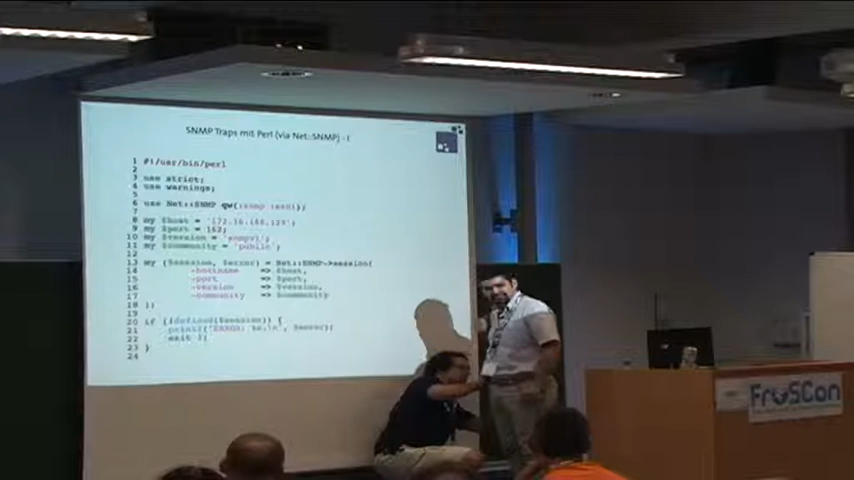 SNMP Traps mit Perl (via Net::SNMP) - I
1 #!/usr/bin/perl
2
3 use strict;
4 use warnings;
5
6 use Net::SNMP qw(:snmp :asn1);
7
8 my $host =
9 my $port = 162;
10 my $version = 'snmpv1';
11 my $community = 'public';
12
13 my ($session, $error) = Net::SNMP->session(
14 -hostname => $host,
15 -port => $port,
16 -version => $version,
17 -community => $community
18 );
19
20 if (!defined($session)) {
21 printf("ERROR: %s.\n", $error);
22 exit 1;
23 }
24
FrOSCon